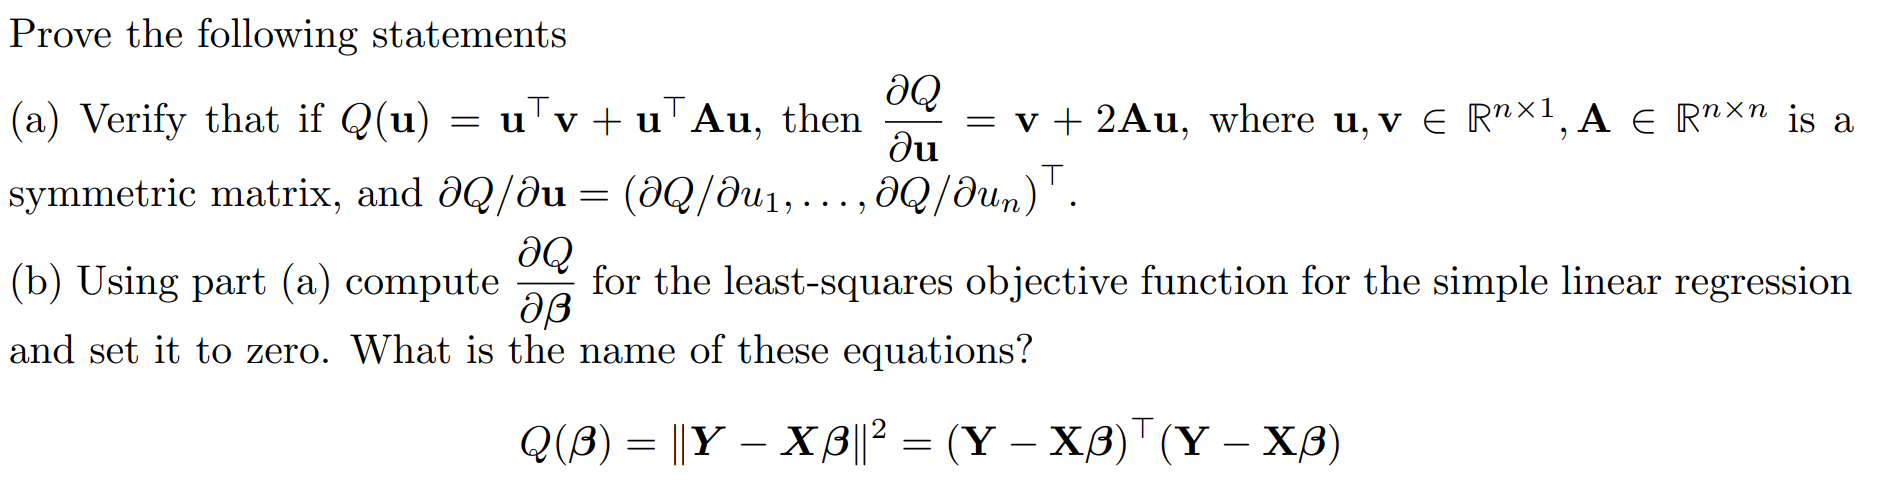 Prove the following statements
(a) Verify that if Q(u) = u⊤v + u⊤Au, then ∂Q/∂u = v + 2Au, where u, v ∈ ℝⁿˣ¹, A ∈ ℝⁿˣⁿ is a
symmetric matrix, and ∂Q/∂u = (∂Q/∂u₁, . . . , ∂Q/∂uₙ)⊤.
(b) Using part (a) compute ∂Q/∂β for the least-squares objective function for the simple linear regression
and set it to zero. What is the name of these equations?
Q(β) = ‖Y − Xβ‖² = (Y − Xβ)⊤(Y − Xβ)